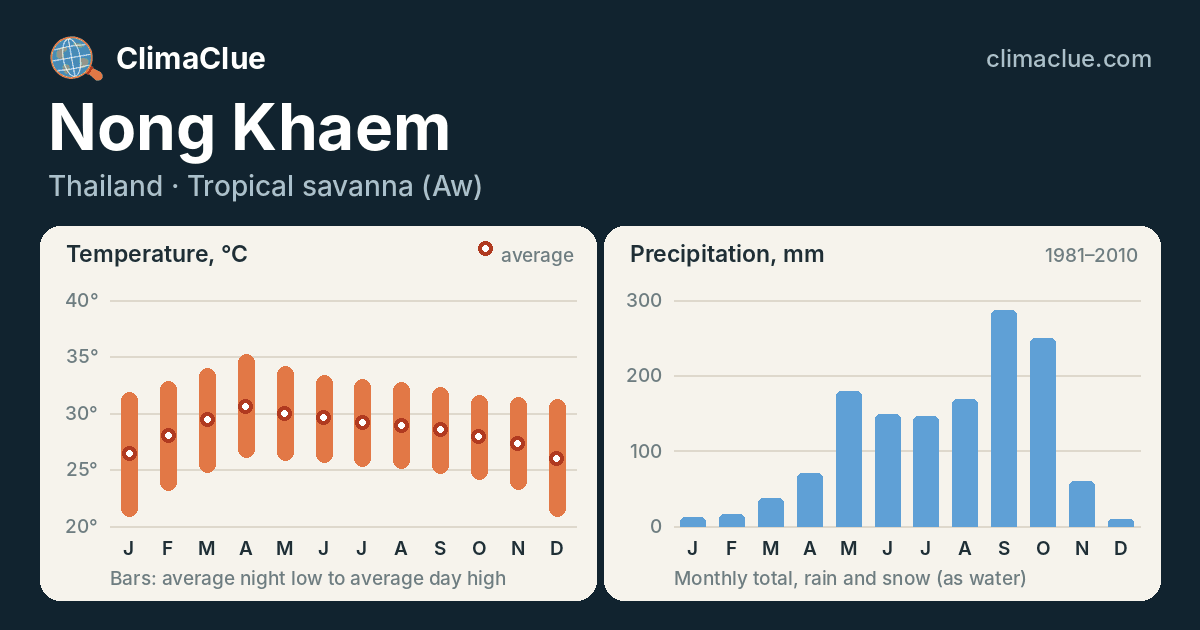 ClimaClue
climaclue.com
Nong Khaem
Thailand · Tropical savanna (Aw)
Temperature, °C
average
40°
35°
30°
25°
20°
J F M A M J J A S O N D
Bars: average night low to average day high
Precipitation, mm
1981–2010
300
200
100
0
J F M A M J J A S O N D
Monthly total, rain and snow (as water)